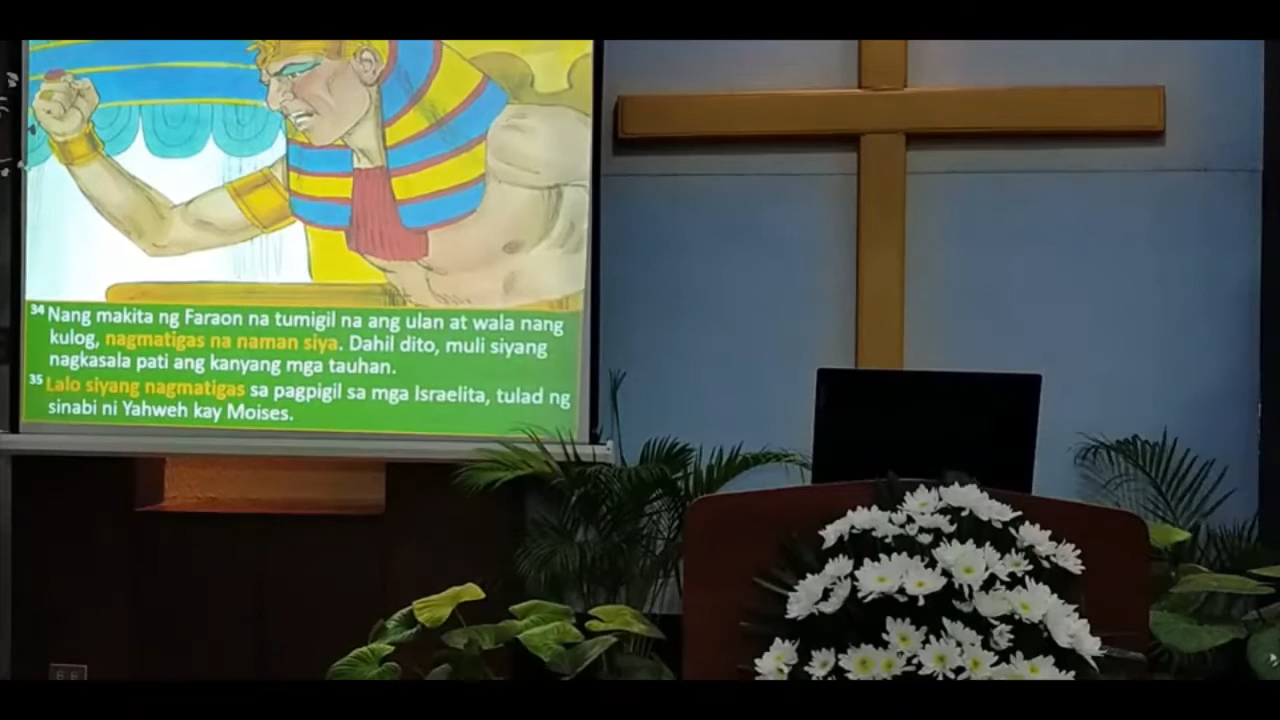 34 Nang makita ng Faraon na tumigil na ang ulan at wala nang
kulog, nagmatigas na naman siya. Dahil dito, muli siyang
nagkasala pati ang kanyang mga tauhan.
35 Lalo siyang nagmatigas sa pagpigil sa mga Israelita, tulad ng
sinabi ni Yahweh kay Moises.